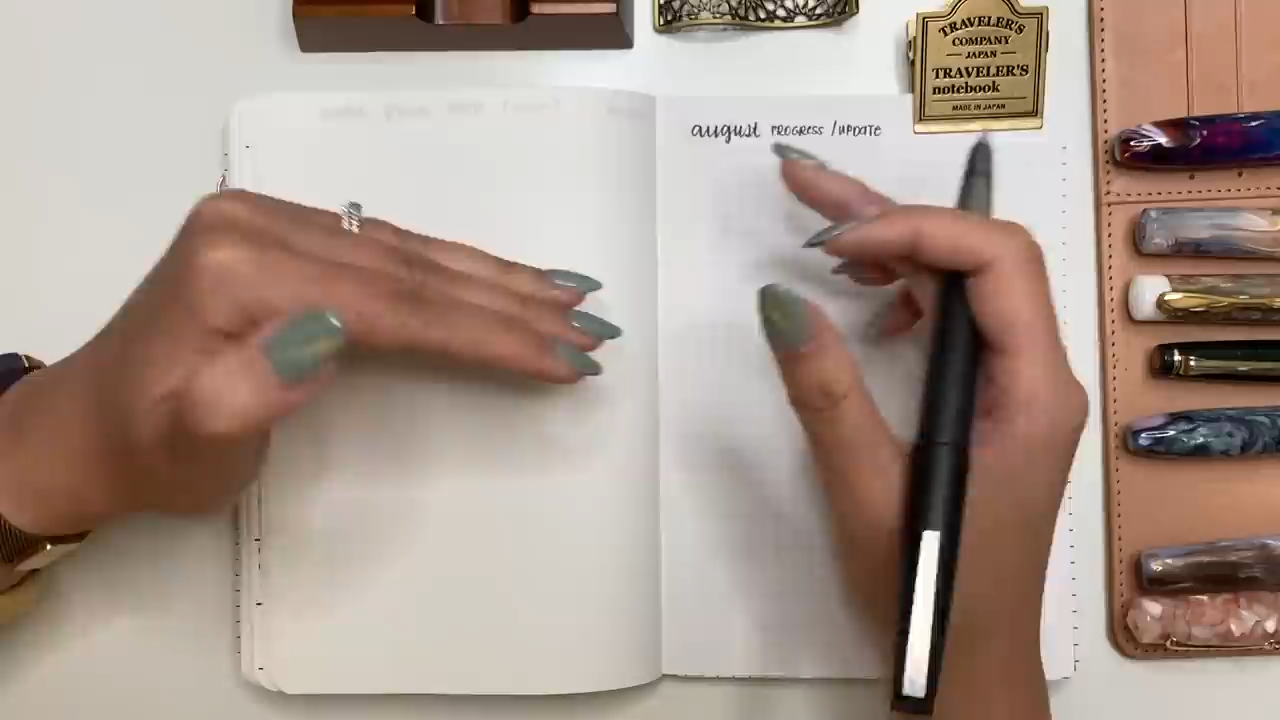 TRAVELER'S
COMPANY
JAPAN
TRAVELER'S
notebook
MADE IN JAPAN
august PROGRESS / UPDATE